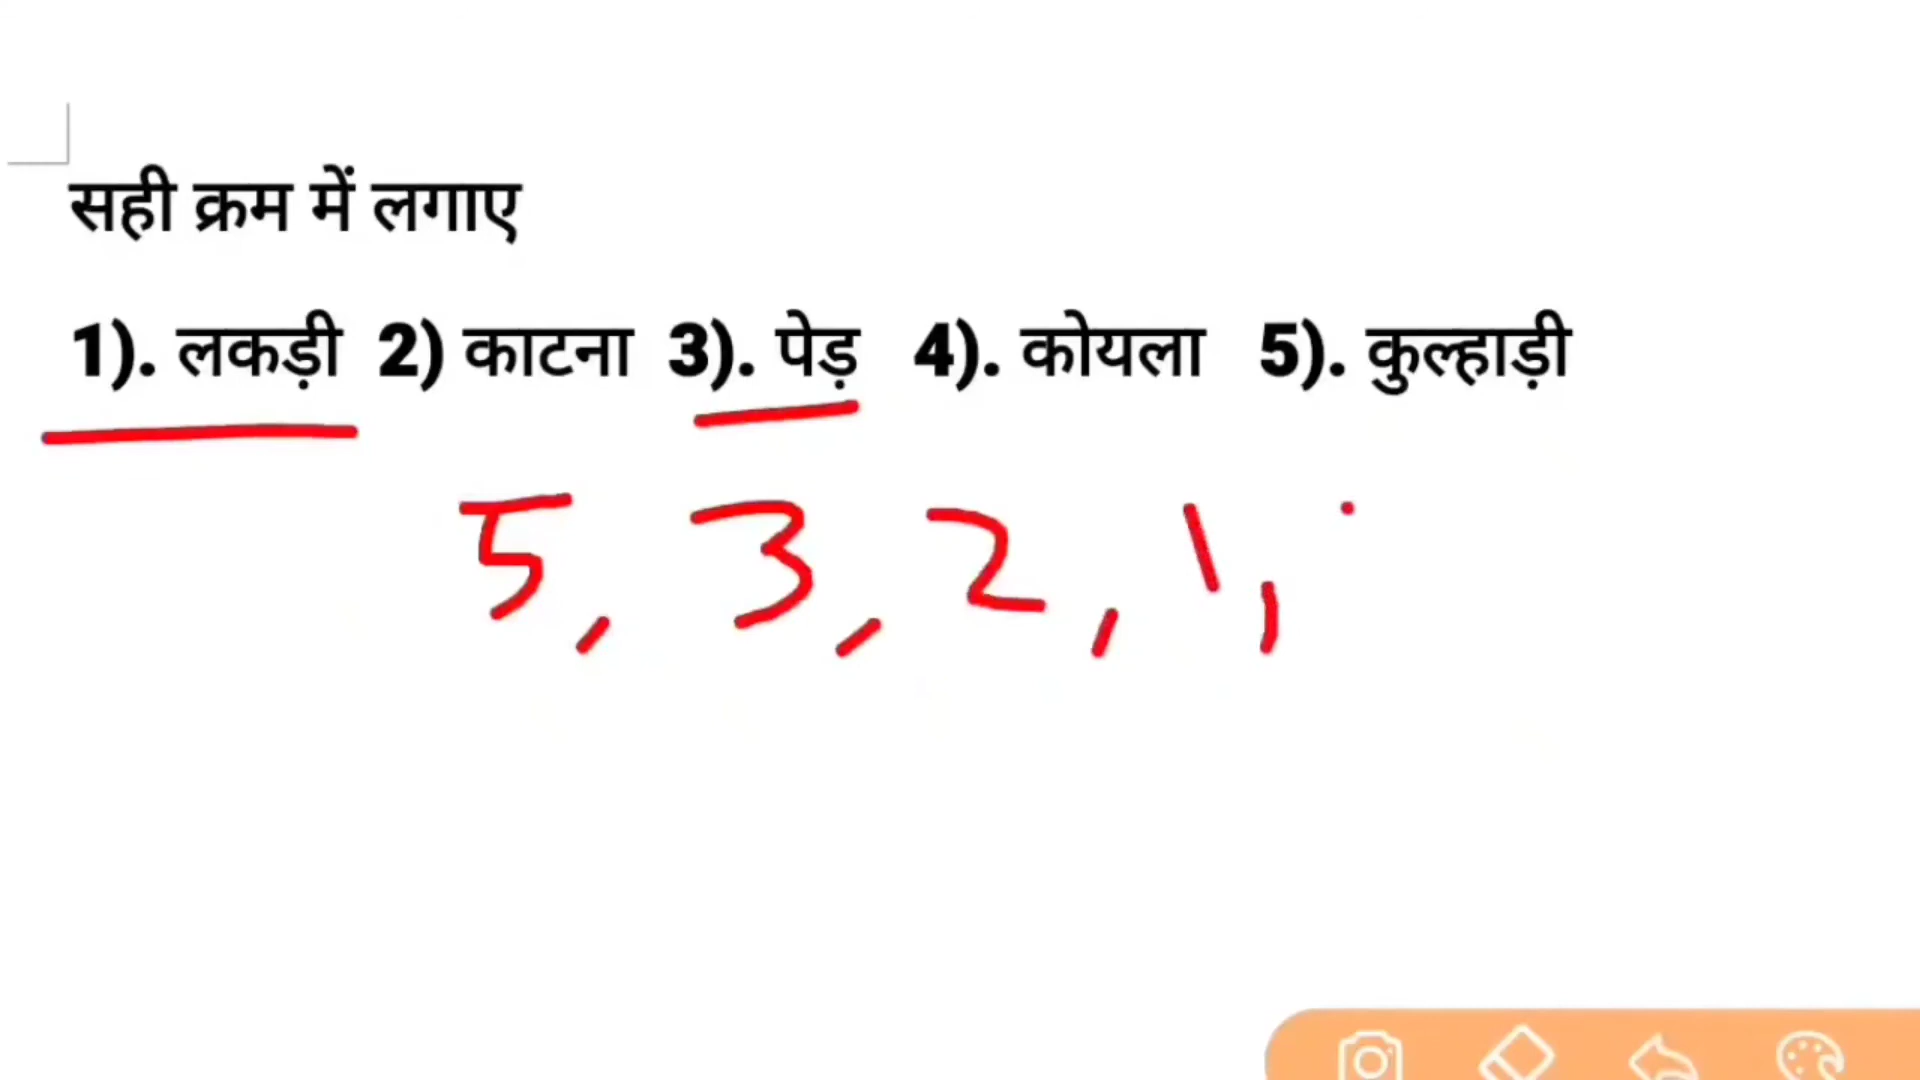 सही क्रम में लगाए
1). लकड़ी 2) काटना 3). पेड़ 4). कोयला 5). कुल्हाड़ी
5, 3, 2, 1,